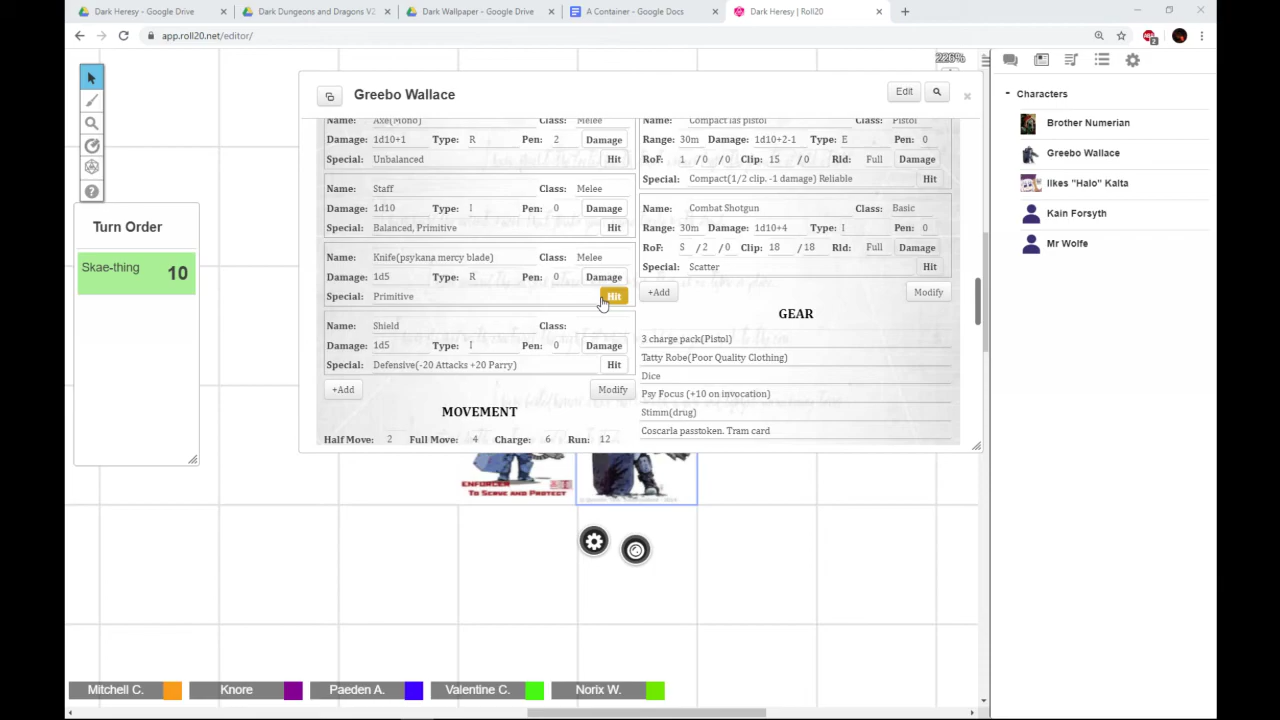 Dark Heresy - Google Drive
Dark Dungeons and Dragons V2
Dark Wallpaper - Google Drive
A Container - Google Docs
Dark Heresy | Roll20
app.roll20.net/editor/
2
226%
Greebo Wallace
Edit
Name: Axe(Mono) Class: Melee
Damage: 1d10+1 Type: R Pen: 2 Damage
Special: Unbalanced Hit
Name: Staff Class: Melee
Damage: 1d10 Type: I Pen: 0 Damage
Special: Balanced, Primitive Hit
Name: Knife(psykana mercy blade) Class: Melee
Damage: 1d5 Type: R Pen: 0 Damage
Special: Primitive Hit
Name: Shield Class:
Damage: 1d5 Type: I Pen: 0 Damage
Special: Defensive(-20 Attacks +20 Parry) Hit
+Add Modify
MOVEMENT
Half Move: 2 Full Move: 4 Charge: 6 Run: 12
Name: Compact las pistol Class: Pistol
Range: 30m Damage: 1d10+2-1 Type: E Pen: 0
RoF: 1 /0 /0 Clip: 15 /0 Rld: Full Damage
Special: Compact(1/2 clip. -1 damage) Reliable Hit
Name: Combat Shotgun Class: Basic
Range: 30m Damage: 1d10+4 Type: I Pen: 0
RoF: S /2 /0 Clip: 18 /18 Rld: Full Damage
Special: Scatter Hit
+Add Modify
GEAR
3 charge pack(Pistol)
Tatty Robe(Poor Quality Clothing)
Dice
Psy Focus (+10 on invocation)
Stimm(drug)
Coscarla passtoken. Tram card
Turn Order
Skae-thing 10
Characters
Brother Numerian
Greebo Wallace
Ilkes "Halo" Kalta
Kain Forsyth
Mr Wolfe
ENFORCER
TO SERVE AND PROTECT
Mitchell C.
Knore
Paeden A.
Valentine C.
Norix W.